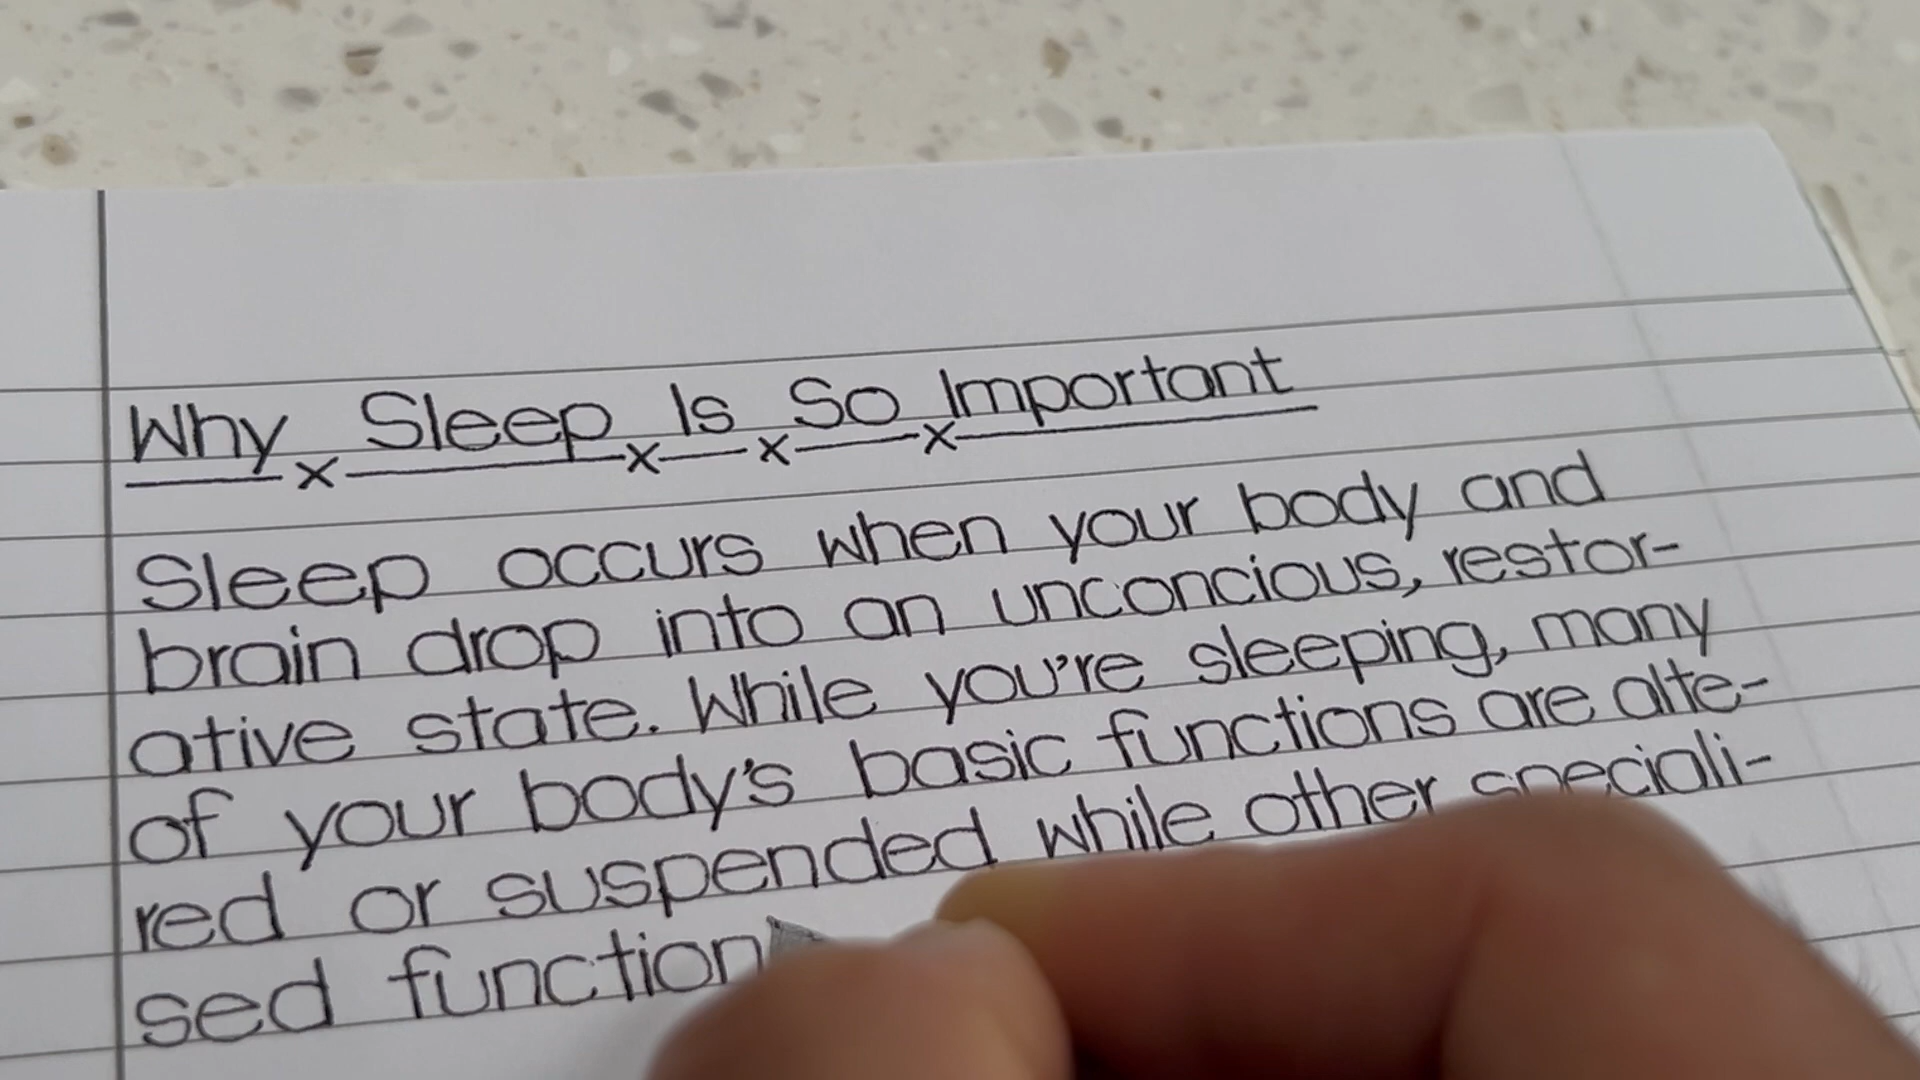 Why Sleep Is So Important
Sleep occurs when your body and
brain drop into an unconcious, restor-
ative state. While you're sleeping, many
of your body's basic functions are alte-
red or suspended while other speciali-
sed function